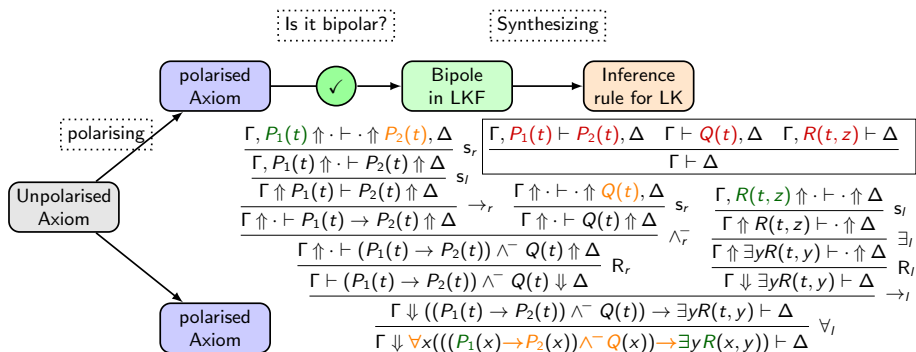 Is it bipolar?
Synthesizing
polarised
Axiom
✓
Bipole
in LKF
Inference
rule for LK
polarising
Unpolarised
Axiom
polarised
Axiom
Γ, P₁(t) ⇑ · ⊢ · ⇑ P₂(t), Δ s_r
Γ, P₁(t) ⇑ · ⊢ P₂(t) ⇑ Δ s_l
Γ ⇑ P₁(t) ⊢ P₂(t) ⇑ Δ →_r
Γ ⇑ · ⊢ P₁(t) → P₂(t) ⇑ Δ
Γ ⇑ · ⊢ · ⇑ Q(t), Δ s_r
Γ ⇑ · ⊢ Q(t) ⇑ Δ
∧⁻_r
Γ ⇑ · ⊢ (P₁(t) → P₂(t)) ∧⁻ Q(t) ⇑ Δ R_r
Γ ⊢ (P₁(t) → P₂(t)) ∧⁻ Q(t) ⇓ Δ
Γ, P₁(t) ⊢ P₂(t), Δ Γ ⊢ Q(t), Δ Γ, R(t, z) ⊢ Δ
Γ ⊢ Δ
Γ, R(t, z) ⇑ · ⊢ · ⇑ Δ s_l
Γ ⇑ R(t, z) ⊢ · ⇑ Δ ∃_l
Γ ⇑ ∃yR(t, y) ⊢ · ⇑ Δ R_l
Γ ⇓ ∃yR(t, y) ⊢ Δ
→_l
Γ ⇓ ((P₁(t) → P₂(t)) ∧⁻ Q(t)) → ∃yR(t, y) ⊢ Δ ∀_l
Γ ⇓ ∀x(((P₁(x)→P₂(x))∧⁻Q(x))→∃yR(x, y)) ⊢ Δ